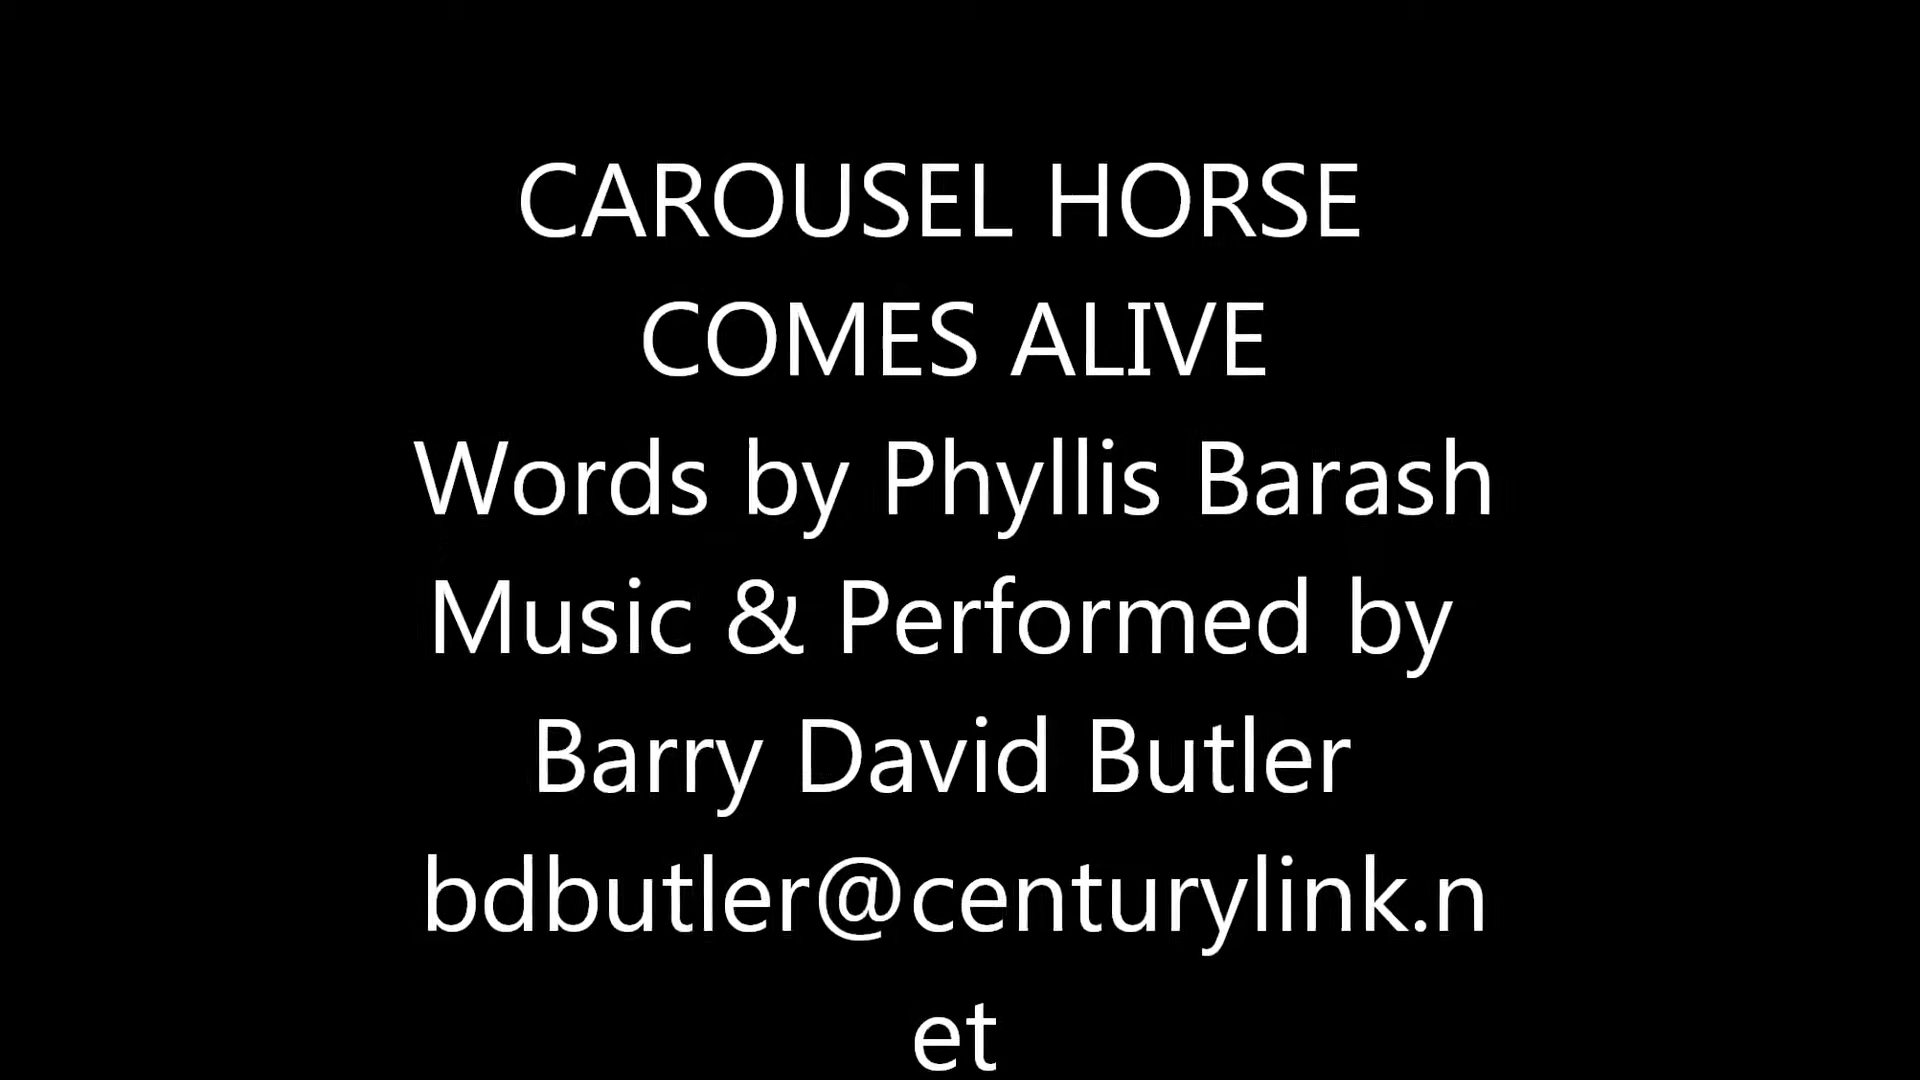 CAROUSEL HORSE
COMES ALIVE
Words by Phyllis Barash
Music & Performed by
Barry David Butler
bdbutler@centurylink.n
et